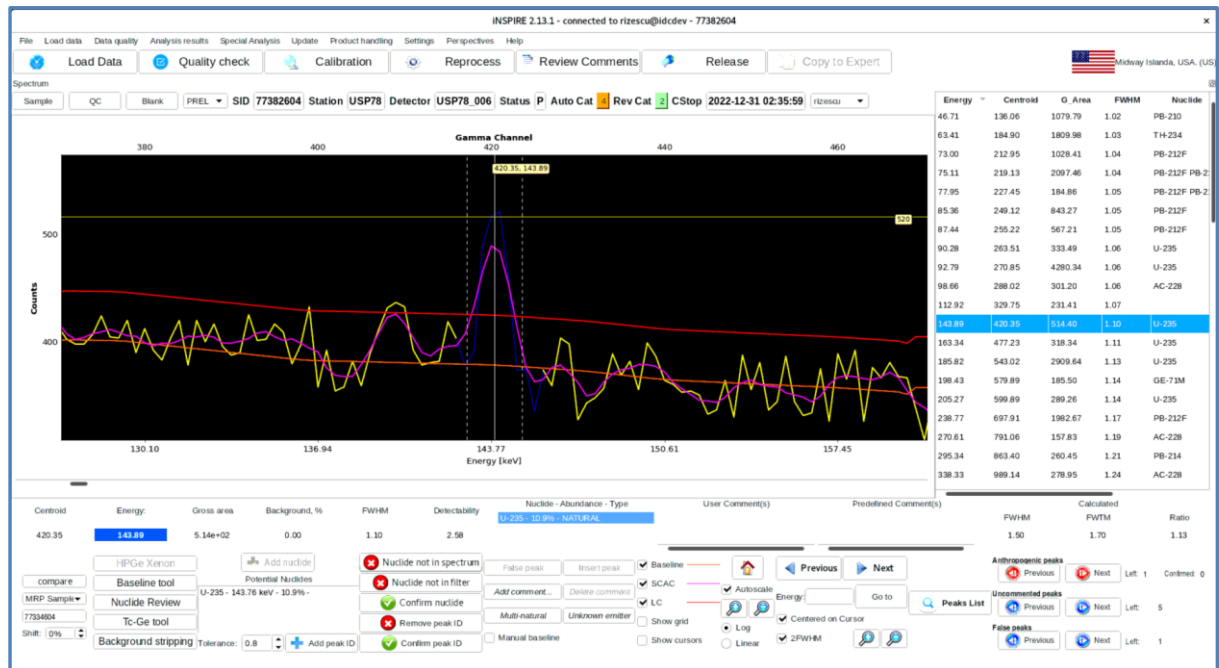 iNSPIRE 2.13.1 - connected to rizescu@idcdev - 77382604
File Load data Data quality Analysis results Special Analysis Update Product handling Settings Perspectives Help
Load Data Quality check Calibration Reprocess Review Comments Release Copy to Expert Midway Islanda, USA. (US
Spectrum
Sample QC Blank PREL SID 77382604 Station USP78 Detector USP78_006 Status P Auto Cat 4 Rev Cat 2 CStop 2022-12-31 02:35:59 rizescu
Gamma Channel
380 400 420 440 460
420.35, 143.89
520
500
400
Counts
130.10 136.94 143.77 150.61 157.45
Energy [keV]
Energy Centroid G_Area FWHM Nuclide
46.71 136.06 1079.79 1.02 PB-210
63.41 184.90 1809.98 1.03 TH-234
73.00 212.95 1028.41 1.04 PB-212F
75.11 219.13 2097.46 1.04 PB-212F PB-2
77.95 227.45 184.86 1.05 PB-212F PB-2
85.36 249.12 843.27 1.05 PB-212F
87.44 255.22 567.21 1.05 PB-212F
90.28 263.51 333.49 1.06 U-235
92.79 270.85 4280.34 1.06 U-235
98.66 288.02 301.20 1.06 AC-228
112.92 329.75 231.41 1.07
143.89 420.35 514.40 1.10 U-235
163.34 477.23 318.34 1.11 U-235
185.82 543.02 2909.64 1.13 U-235
198.43 579.89 185.50 1.14 GE-71M
205.27 599.89 289.26 1.14 U-235
238.77 697.91 1982.67 1.17 PB-212F
270.61 791.06 157.83 1.19 AC-228
295.34 863.40 260.45 1.21 PB-214
338.33 989.14 278.95 1.24 AC-228
Centroid Energy: Gross area Background, % FWHM Detectability
420.35 143.89 5.14e+02 0.00 1.10 2.58
Nuclide - Abundance - Type
U-235 - 10.9% - NATURAL
User Comment(s)
Predefined Comment(s)
Calculated
FWHM FWTM Ratio
1.50 1.70 1.13
HPGe Xenon
compare Baseline tool
MRP Sample Nuclide Review
77334604 Tc-Ge tool
Shift: 0% Background stripping
Add nuclide
Potential Nuclides
U-235 - 143.76 keV - 10.9% -
Tolerance: 0.8 Add peak ID
Nuclide not in spectrum
Nuclide not in filter
Confirm nuclide
Remove peak ID
Confirm peak ID
False peak Insert peak
Add comment... Delete comment
Multi-natural Unknown emitter
Manual baseline
Baseline
SCAC
LC
Show grid
Show cursors
Autoscale
Log
Linear
Previous Next
Energy: Go to
Centered on Cursor
2FWHM
Peaks List
Anthropogenic peaks
Previous Next Left: 1 Confirmed: 0
Uncommented peaks
Previous Next Left: 5
False peaks
Previous Next Left: 1